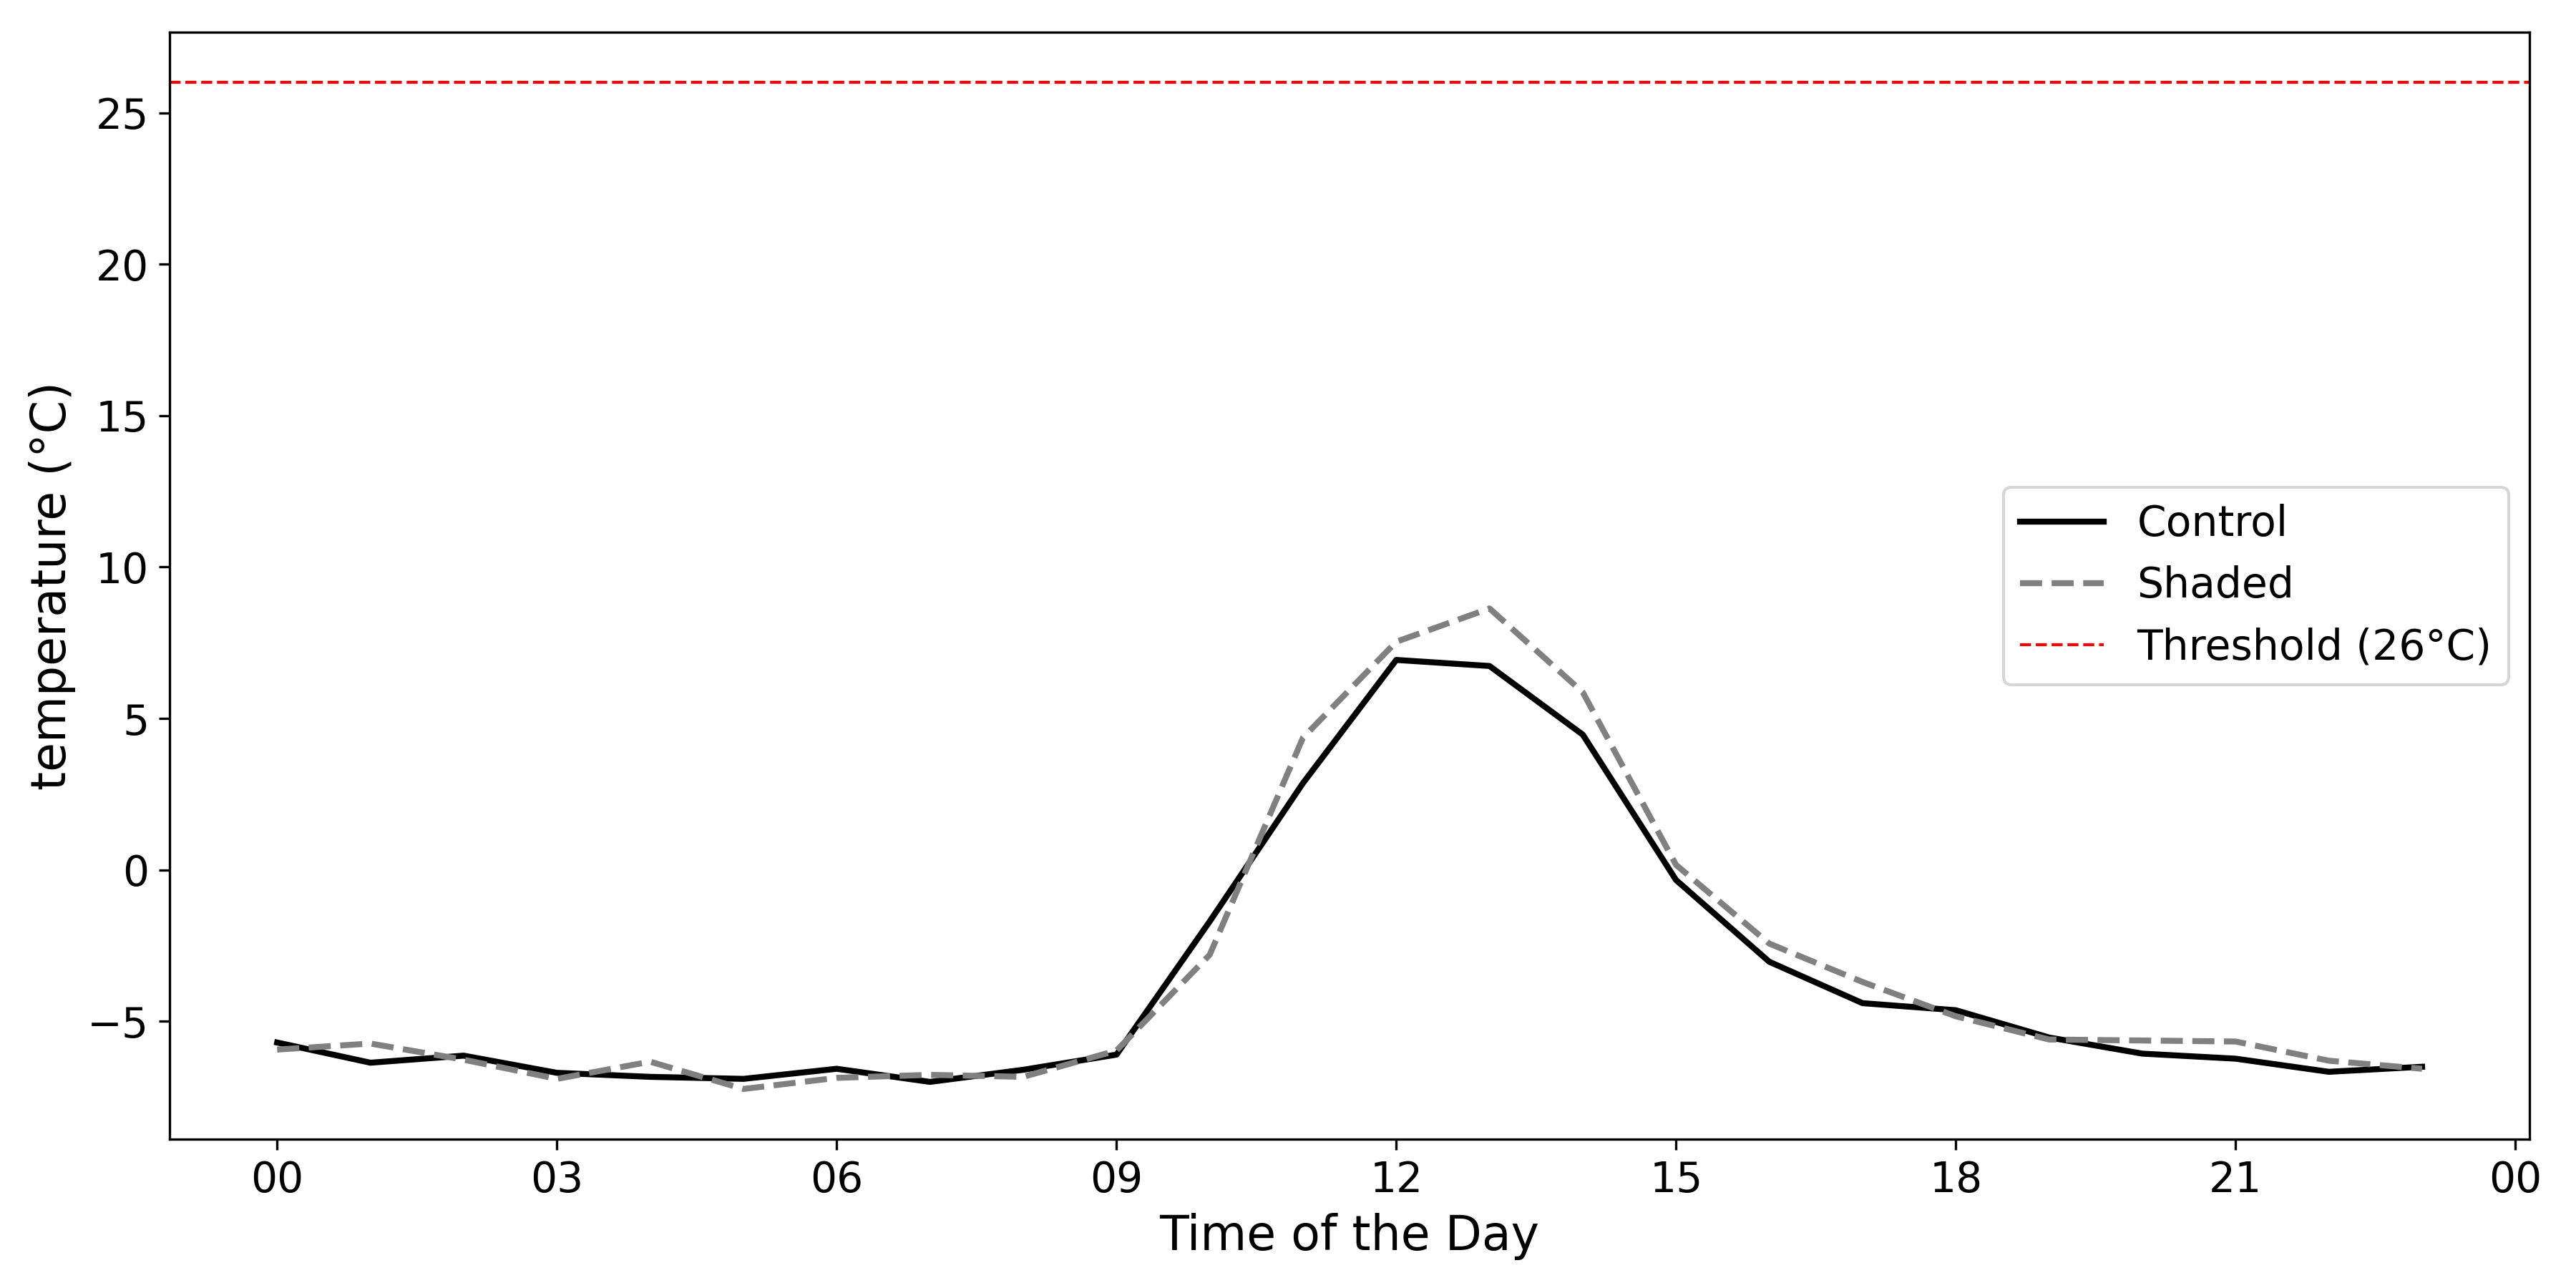 25
20
15
10
5
0
−5
temperature (°C)
Control
Shaded
Threshold (26°C)
00 03 06 09 12 15 18 21 00
Time of the Day